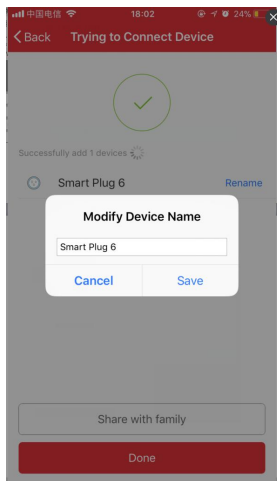 中国电信 18:02 24%
Back Trying to Connect Device
Successfully add 1 devices
Smart Plug 6 Rename
Modify Device Name
Smart Plug 6
Cancel Save
Share with family
Done